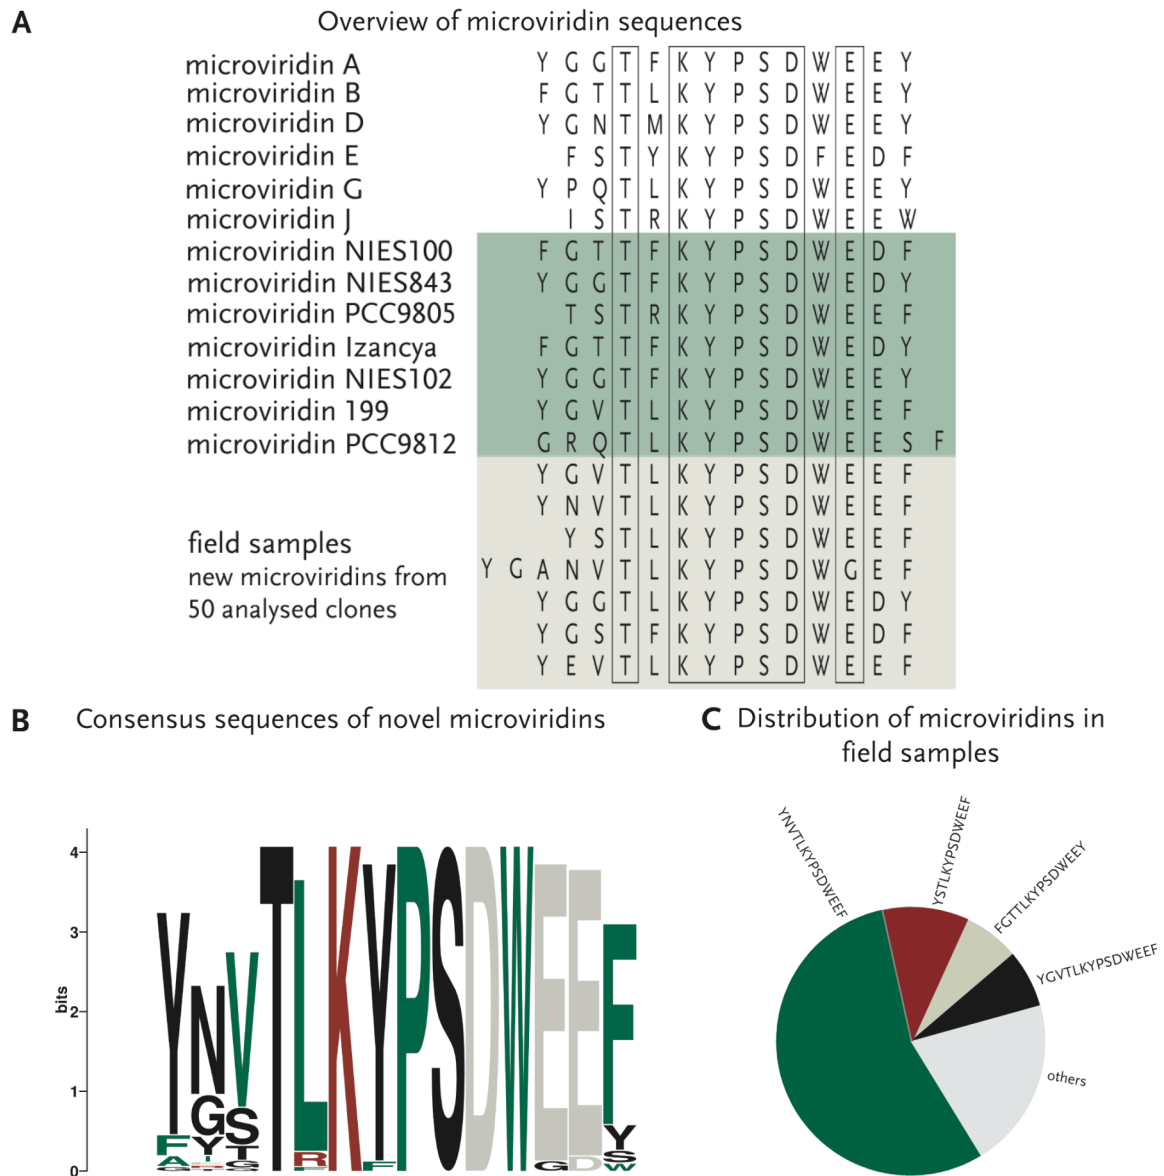 A
Overview of microviridin sequences
microviridin A Y G G T F K Y P S D W E E Y
microviridin B F G T T L K Y P S D W E E Y
microviridin D Y G N T M K Y P S D W E E Y
microviridin E F S T Y K Y P S D F E D F
microviridin G Y P Q T L K Y P S D W E E Y
microviridin J I S T R K Y P S D W E E W
microviridin NIES100 F G T T F K Y P S D W E D F
microviridin NIES843 Y G G T F K Y P S D W E D Y
microviridin PCC9805 T S T R K Y P S D W E E F
microviridin Izancya F G T T F K Y P S D W E D Y
microviridin NIES102 Y G G T F K Y P S D W E E Y
microviridin 199 Y G V T L K Y P S D W E E F
microviridin PCC9812 G R Q T L K Y P S D W E E S F
Y G V T L K Y P S D W E E F
Y N V T L K Y P S D W E E F
field samples Y S T L K Y P S D W E E F
new microviridins from Y G A N V T L K Y P S D W G E F
50 analysed clones Y G G T L K Y P S D W E D Y
Y G S T F K Y P S D W E D F
Y E V T L K Y P S D W E E F
B Consensus sequences of novel microviridins
bits
4
3
2
1
0
Y N V T L K Y P S D W E E F
F G S R F G D Y
A Y T S
G W
C Distribution of microviridins in
field samples
YNVTLKYPSDWEEF
YSTLKYPSDWEEF
FGTTLKYPSDWEEY
YGVTLKYPSDWEEF
others